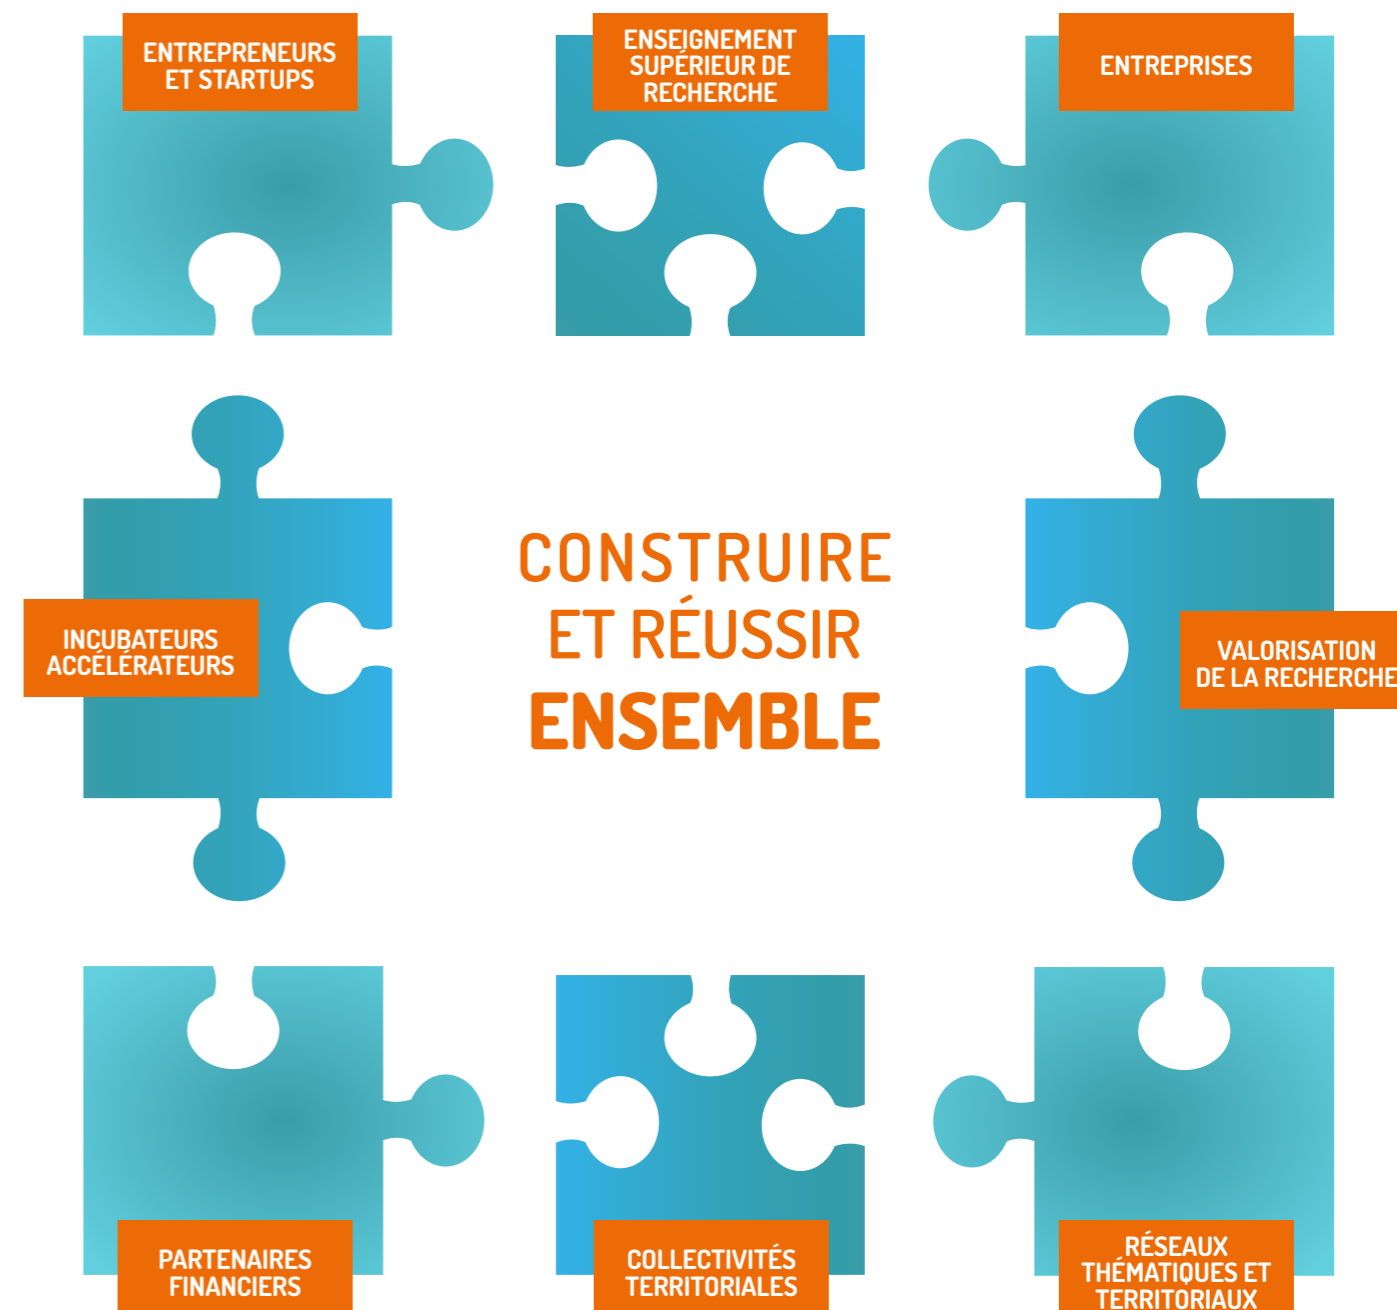 ENTREPRENEURS
ET STARTUPS
ENSEIGNEMENT
SUPÉRIEUR DE
RECHERCHE
ENTREPRISES
INCUBATEURS
ACCÉLÉRATEURS
CONSTRUIRE
ET RÉUSSIR
ENSEMBLE
VALORISATION
DE LA RECHERCHE
PARTENAIRES
FINANCIERS
COLLECTIVITÉS
TERRITORIALES
RÉSEAUX
THÉMATIQUES ET
TERRITORIAUX